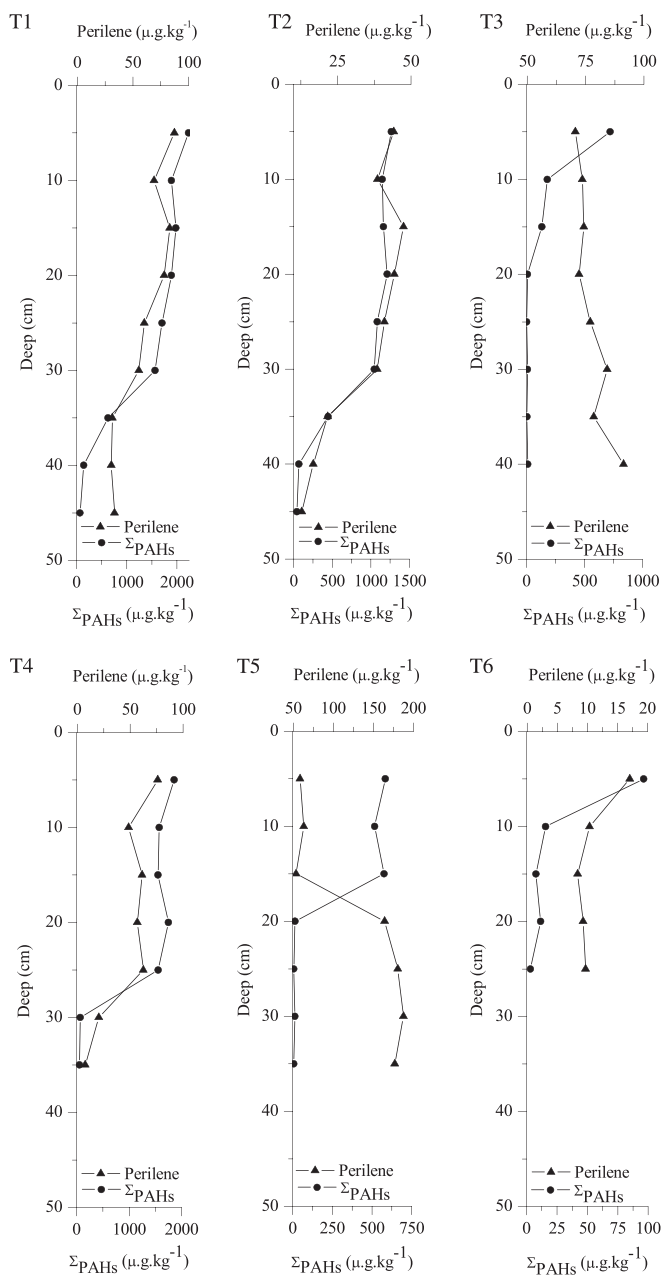 T1
Perilene (μ.g.kg-1)
0 50 100
0
10
20
30
40
50
Deep (cm)
Perilene
ΣPAHs
0 1000 2000
ΣPAHs (μ.g.kg-1)
T2
Perilene (μ.g.kg-1)
0 25 50
0
10
20
30
40
50
Deep (cm)
Perilene
ΣPAHs
0 500 1000 1500
ΣPAHs (μ.g.kg-1)
T3
Perilene (μ.g.kg-1)
50 75 100
0
10
20
30
40
50
Deep (cm)
Perilene
ΣPAHs
0 500 1000
ΣPAHs (μ.g.kg-1)
T4
Perilene (μ.g.kg-1)
0 50 100
0
10
20
30
40
50
Deep (cm)
Perilene
ΣPAHs
0 1000 2000
ΣPAHs (μ.g.kg-1)
T5
Perilene (μ.g.kg-1)
50 100 150 200
0
10
20
30
40
50
Deep (cm)
Perilene
ΣPAHs
0 250 500 750
ΣPAHs (μ.g.kg-1)
T6
Perilene (μ.g.kg-1)
0 5 10 15 20
0
10
20
30
40
50
Deep (cm)
Perilene
ΣPAHs
0 25 50 75 100
ΣPAHs (μ.g.kg-1)